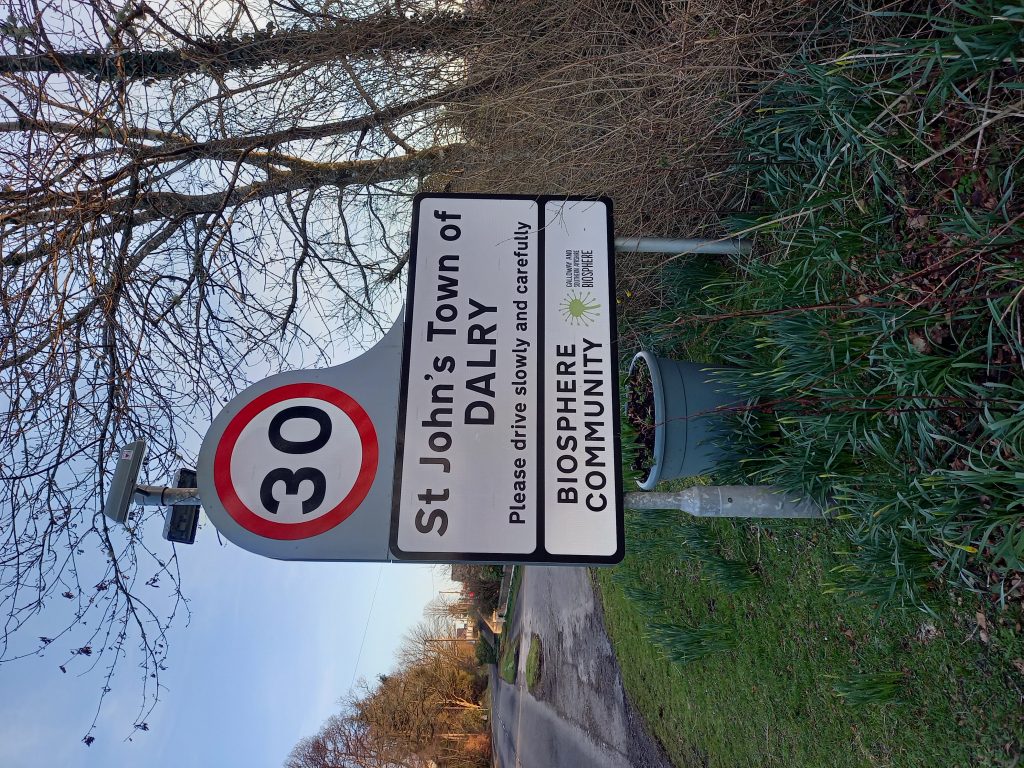 30
St John's Town of
DALRY
Please drive slowly and carefully
BIOSPHERE
COMMUNITY
GALLOWAY AND
SOUTHERN AYRSHIRE
BIOSPHERE